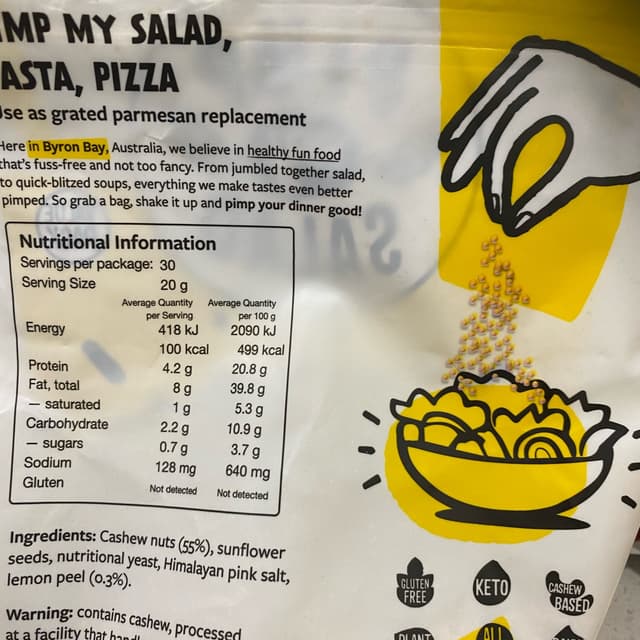 MP MY SALAD,
ASTA, PIZZA
Use as grated parmesan replacement
Here in Byron Bay, Australia, we believe in healthy fun food
that's fuss-free and not too fancy. From jumbled together salad,
to quick-blitzed soups, everything we make tastes even better
pimped. So grab a bag, shake it up and pimp your dinner good!
Nutritional Information
Servings per package: 30
Serving Size 20 g
Average Quantity Average Quantity
per Serving per 100 g
Energy 418 kJ 2090 kJ
100 kcal 499 kcal
Protein 4.2 g 20.8 g
Fat, total 8 g 39.8 g
— saturated 1 g 5.3 g
Carbohydrate 2.2 g 10.9 g
— sugars 0.7 g 3.7 g
Sodium 128 mg 640 mg
Gluten Not detected Not detected
Ingredients: Cashew nuts (55%), sunflower
seeds, nutritional yeast, Himalayan pink salt,
lemon peel (0.3%).
Warning: contains cashew, processed
at a facility that
GLUTEN
FREE
KETO
CASHEW
BASED
PLANT
ALL